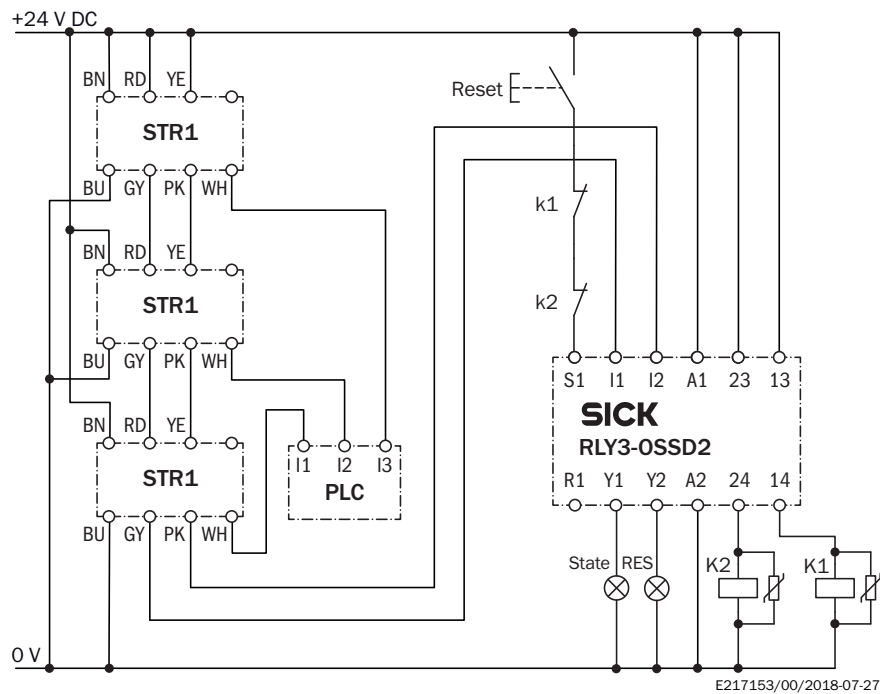 +24 V DC
BN RD YE
STR1
BU GY PK WH
Reset
k1
BN RD YE
STR1
k2
BU GY PK WH
S1 I1 I2 A1 23 13
SICK
RLY3-OSSD2
BN RD YE
STR1
I1 I2 I3
PLC
R1 Y1 Y2 A2 24 14
BU GY PK WH
State RES
K2 K1
0 V
E217153/00/2018-07-27